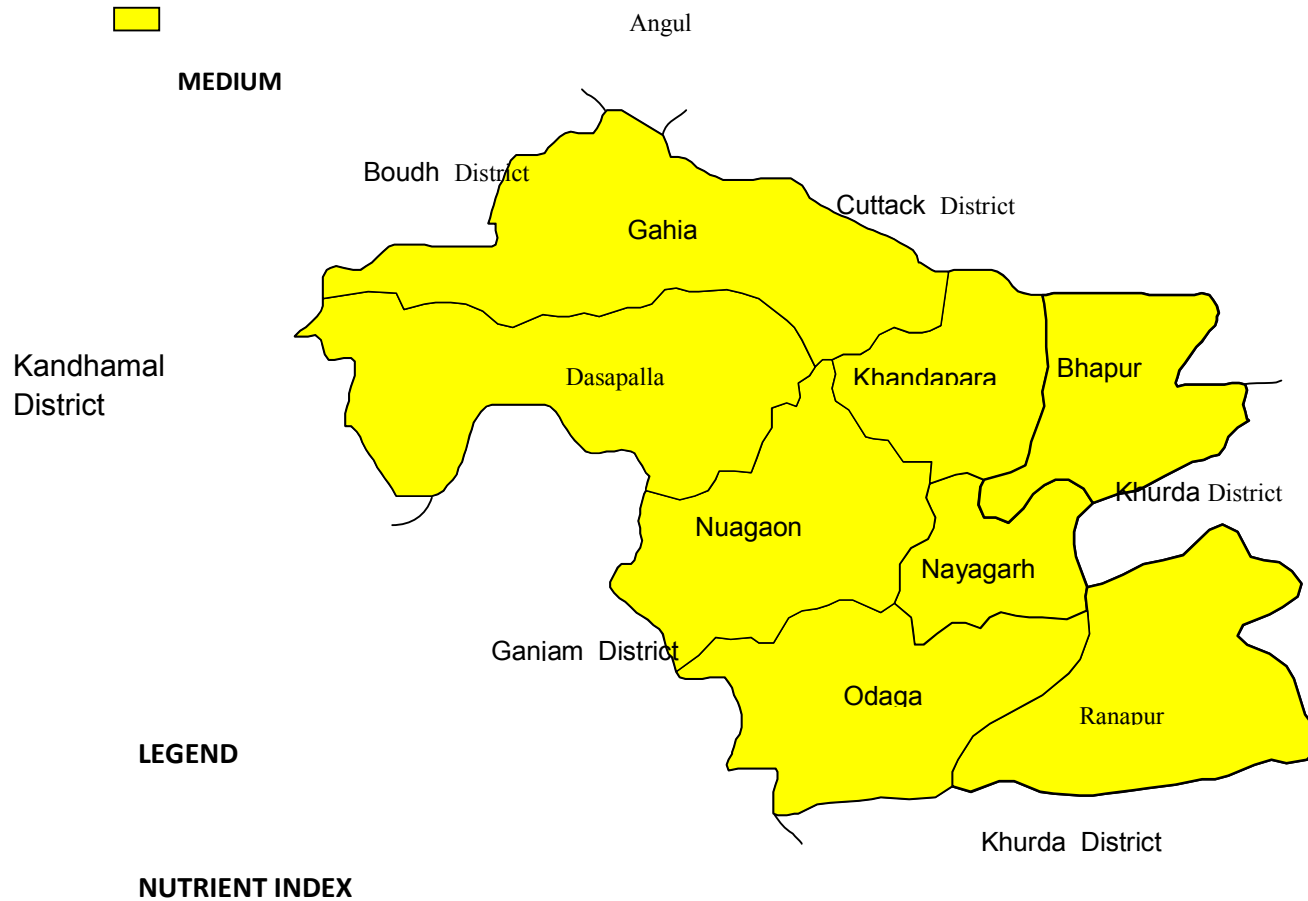 Angul
MEDIUM
Boudh District
Cuttack District
Gahia
Kandhamal
District
Dasapalla
Khandapara
Bhapur
Khurda District
Nuagaon
Nayagarh
Ganjam District
Odaga
Ranapur
LEGEND
Khurda District
NUTRIENT INDEX